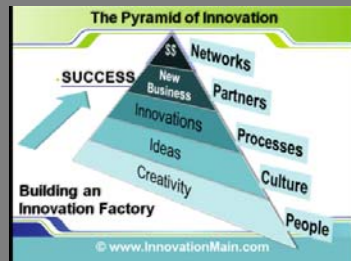 The Pyramid of Innovation
$$
Networks
SUCCESS
New
Business
Partners
Innovations
Processes
Ideas
Culture
Creativity
People
Building an
Innovation Factory
© www.InnovationMain.com